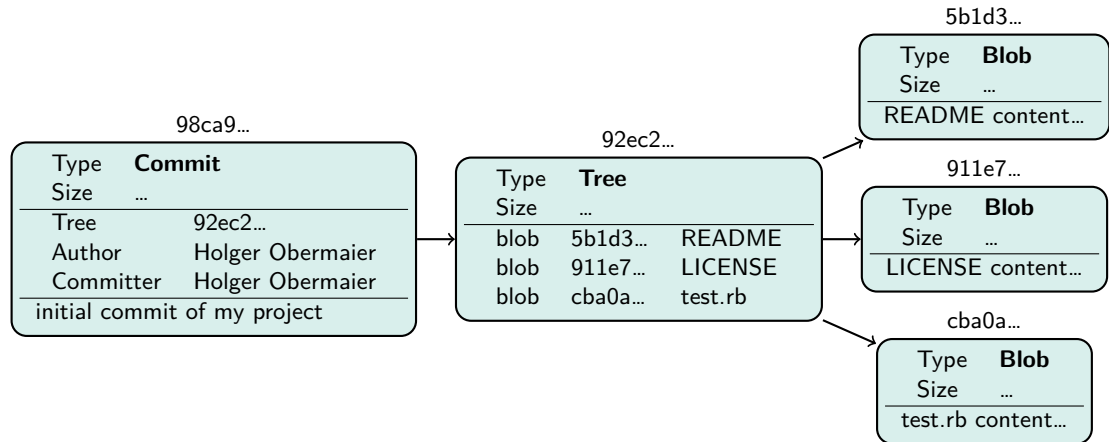 98ca9…
Type Commit
Size …
Tree 92ec2…
Author Holger Obermaier
Committer Holger Obermaier
initial commit of my project
92ec2…
Type Tree
Size …
blob 5b1d3… README
blob 911e7… LICENSE
blob cba0a… test.rb
5b1d3…
Type Blob
Size …
README content…
911e7…
Type Blob
Size …
LICENSE content…
cba0a…
Type Blob
Size …
test.rb content…